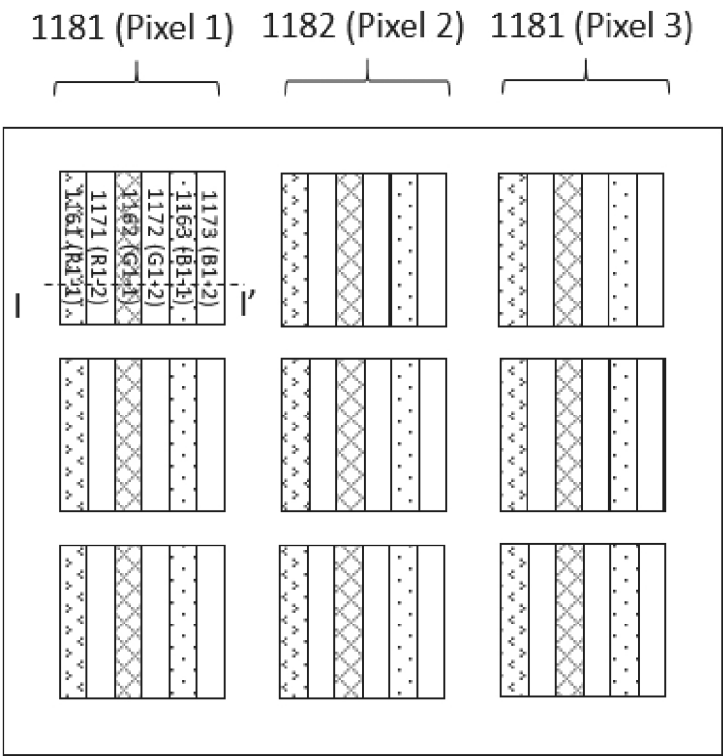 1181 (Pixel 1) 1182 (Pixel 2) 1181 (Pixel 3)
1161 (R1-1)
1171 (R1-2)
1162 (G1-1)
1172 (G1-2)
1163 (B1-1)
1173 (B1-2)
I I’